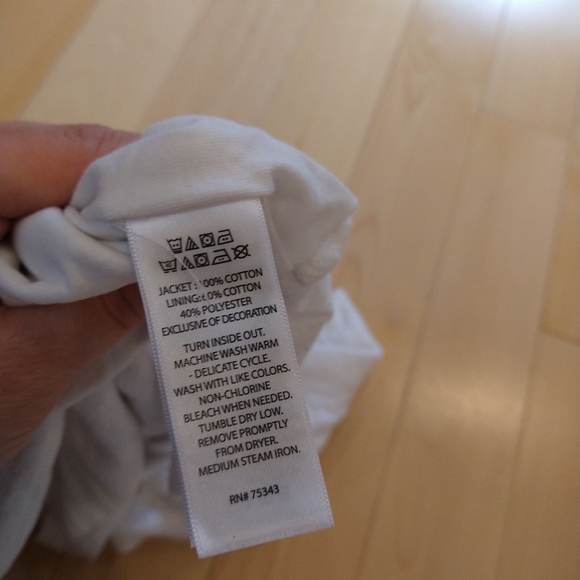 JACKET: 100% COTTON
LINING: 60% COTTON
40% POLYESTER
EXCLUSIVE OF DECORATION
TURN INSIDE OUT.
MACHINE WASH WARM
- DELICATE CYCLE.
WASH WITH LIKE COLORS.
NON-CHLORINE
BLEACH WHEN NEEDED.
TUMBLE DRY LOW.
REMOVE PROMPTLY
FROM DRYER.
MEDIUM STEAM IRON.
RN# 75343